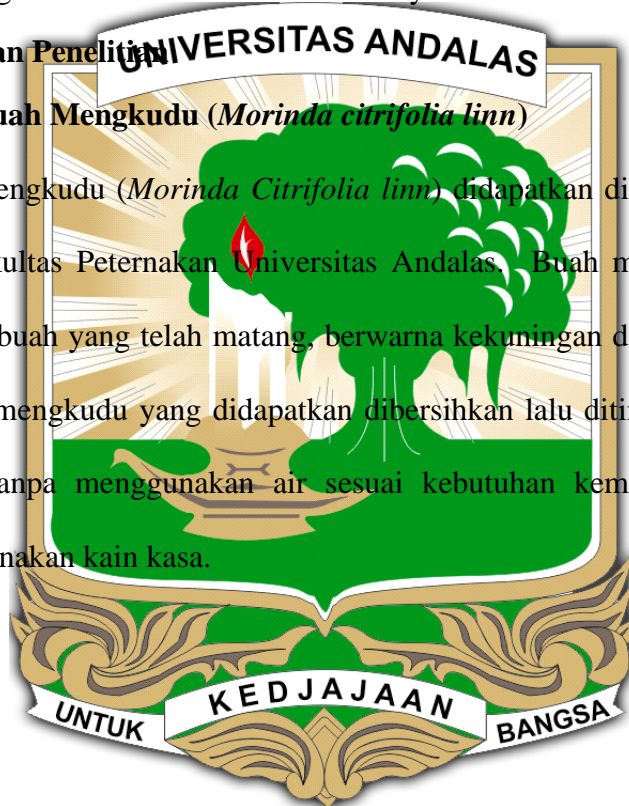 UNIVERSITAS ANDALAS
an Penelitian
uah Mengkudu (Morinda citrifolia linn)
engkudu (Morinda Citrifolia linn) didapatkan di
kultas Peternakan Universitas Andalas. Buah m
buah yang telah matang, berwarna kekuningan d
mengkudu yang didapatkan dibersihkan lalu diti
anpa menggunakan air sesuai kebutuhan kem
nakan kain kasa.
UNTUK KEDJAJAAN BANGSA